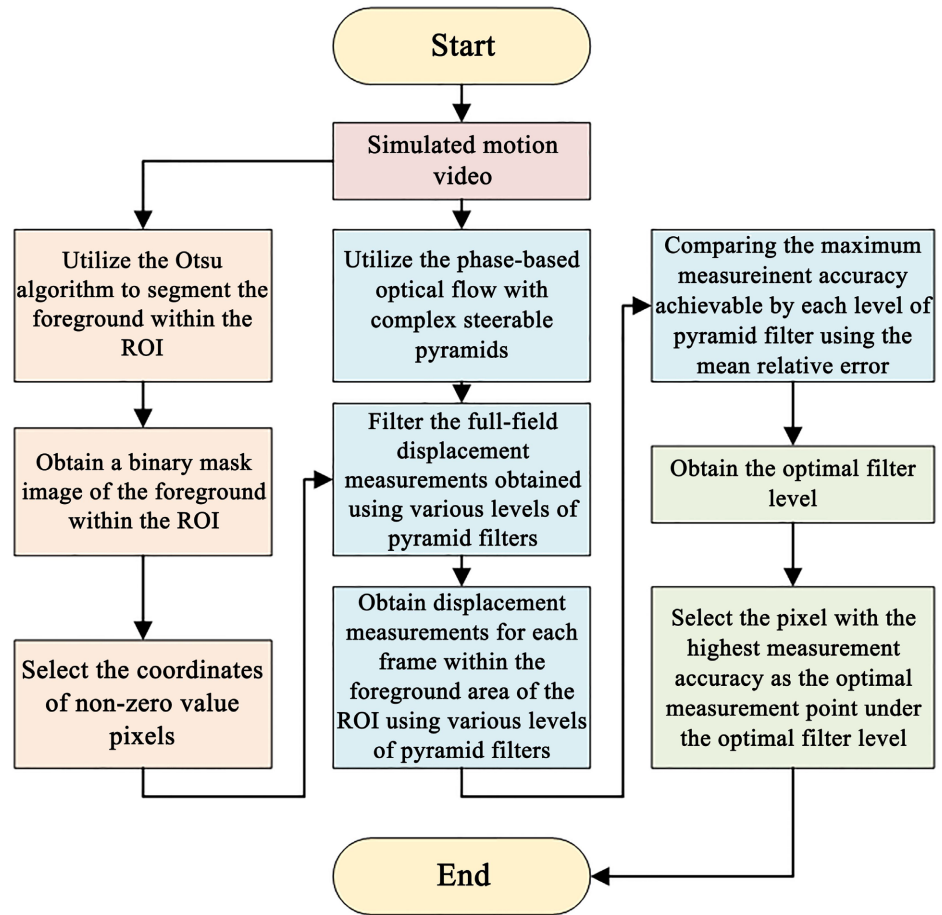 Start
Simulated motion
video
Utilize the Otsu
algorithm to segment the
foreground within the
ROI
Obtain a binary mask
image of the foreground
within the ROI
Select the coordinates
of non-zero value
pixels
Utilize the phase-based
optical flow with
complex steerable
pyramids
Filter the full-field
displacement
measurements obtained
using various levels of
pyramid filters
Obtain displacement
measurements for each
frame within the
foreground area of the
ROI using various levels
of pyramid filters
Comparing the maximum
measureinent accuracy
achievable by each level of
pyramid filter using the
mean relative error
Obtain the optimal filter
level
Select the pixel with the
highest measurement
accuracy as the optimal
measurement point under
the optimal filter level
End